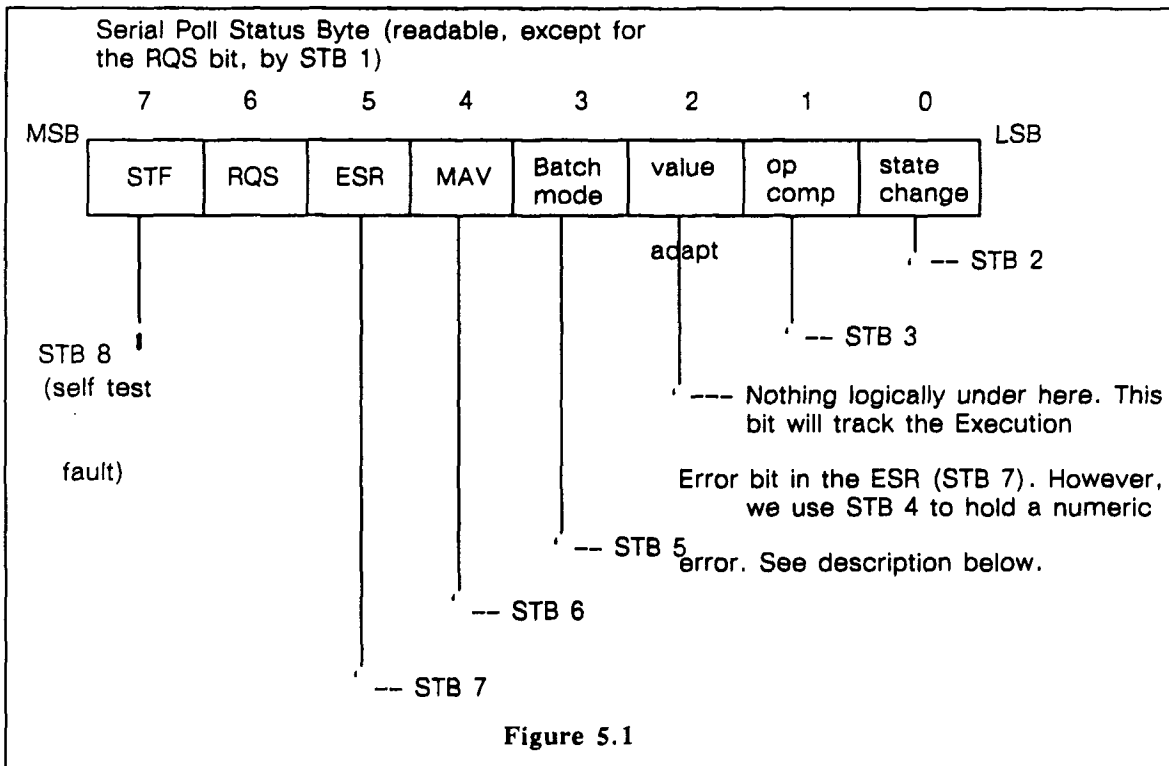 Serial Poll Status Byte (readable, except for
the RQS bit, by STB 1)
7 6 5 4 3 2 1 0
MSB LSB
STF RQS ESR MAV Batch mode value op comp state change
adapt
-- STB 2
-- STB 3
STB 8
(self test
fault)
--- Nothing logically under here. This
bit will track the Execution
Error bit in the ESR (STB 7). However,
we use STB 4 to hold a numeric
error. See description below.
-- STB 5
-- STB 6
-- STB 7
Figure 5.1